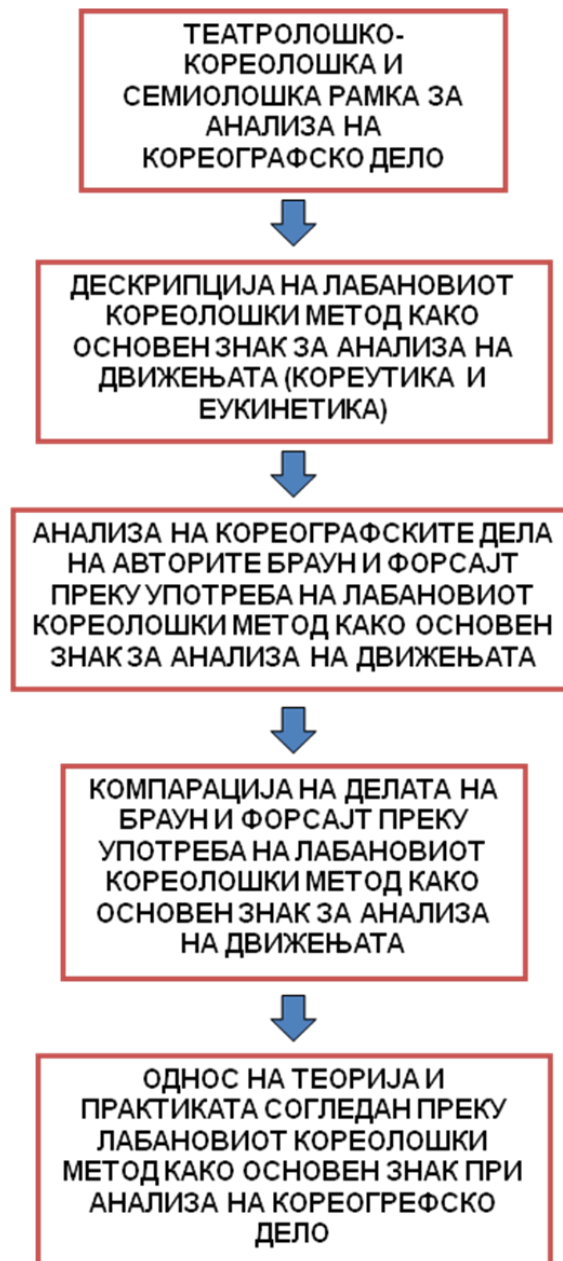 ТЕАТРОЛОШКО-
КОРЕОЛОШКА И
СЕМИОЛОШКА РАМКА ЗА
АНАЛИЗА НА
КОРЕОГРАФСКО ДЕЛО
ДЕСКРИПЦИЈА НА ЛАБАНОВИОТ
КОРЕОЛОШКИ МЕТОД КАКО
ОСНОВЕН ЗНАК ЗА АНАЛИЗА НА
ДВИЖЕЊАТА (КОРЕУТИКА И
ЕУКИНЕТИКА)
АНАЛИЗА НА КОРЕОГРАФСКИТЕ ДЕЛА
НА АВТОРИТЕ БРАУН И ФОРСАЈТ
ПРЕКУ УПОТРЕБА НА ЛАБАНОВИОТ
КОРЕОЛОШКИ МЕТОД КАКО ОСНОВЕН
ЗНАК ЗА АНАЛИЗА НА ДВИЖЕЊАТА
КОМПАРАЦИЈА НА ДЕЛАТА НА
БРАУН И ФОРСАЈТ ПРЕКУ
УПОТРЕБА НА ЛАБАНОВИОТ
КОРЕОЛОШКИ МЕТОД КАКО
ОСНОВЕН ЗНАК ЗА АНАЛИЗА
НА ДВИЖЕЊАТА
ОДНОС НА ТЕОРИЈА И
ПРАКТИКАТА СОГЛЕДАН ПРЕКУ
ЛАБАНОВИОТ КОРЕОЛОШКИ
МЕТОД КАКО ОСНОВЕН ЗНАК ПРИ
АНАЛИЗА НА КОРЕОГРЕФСКО
ДЕЛО